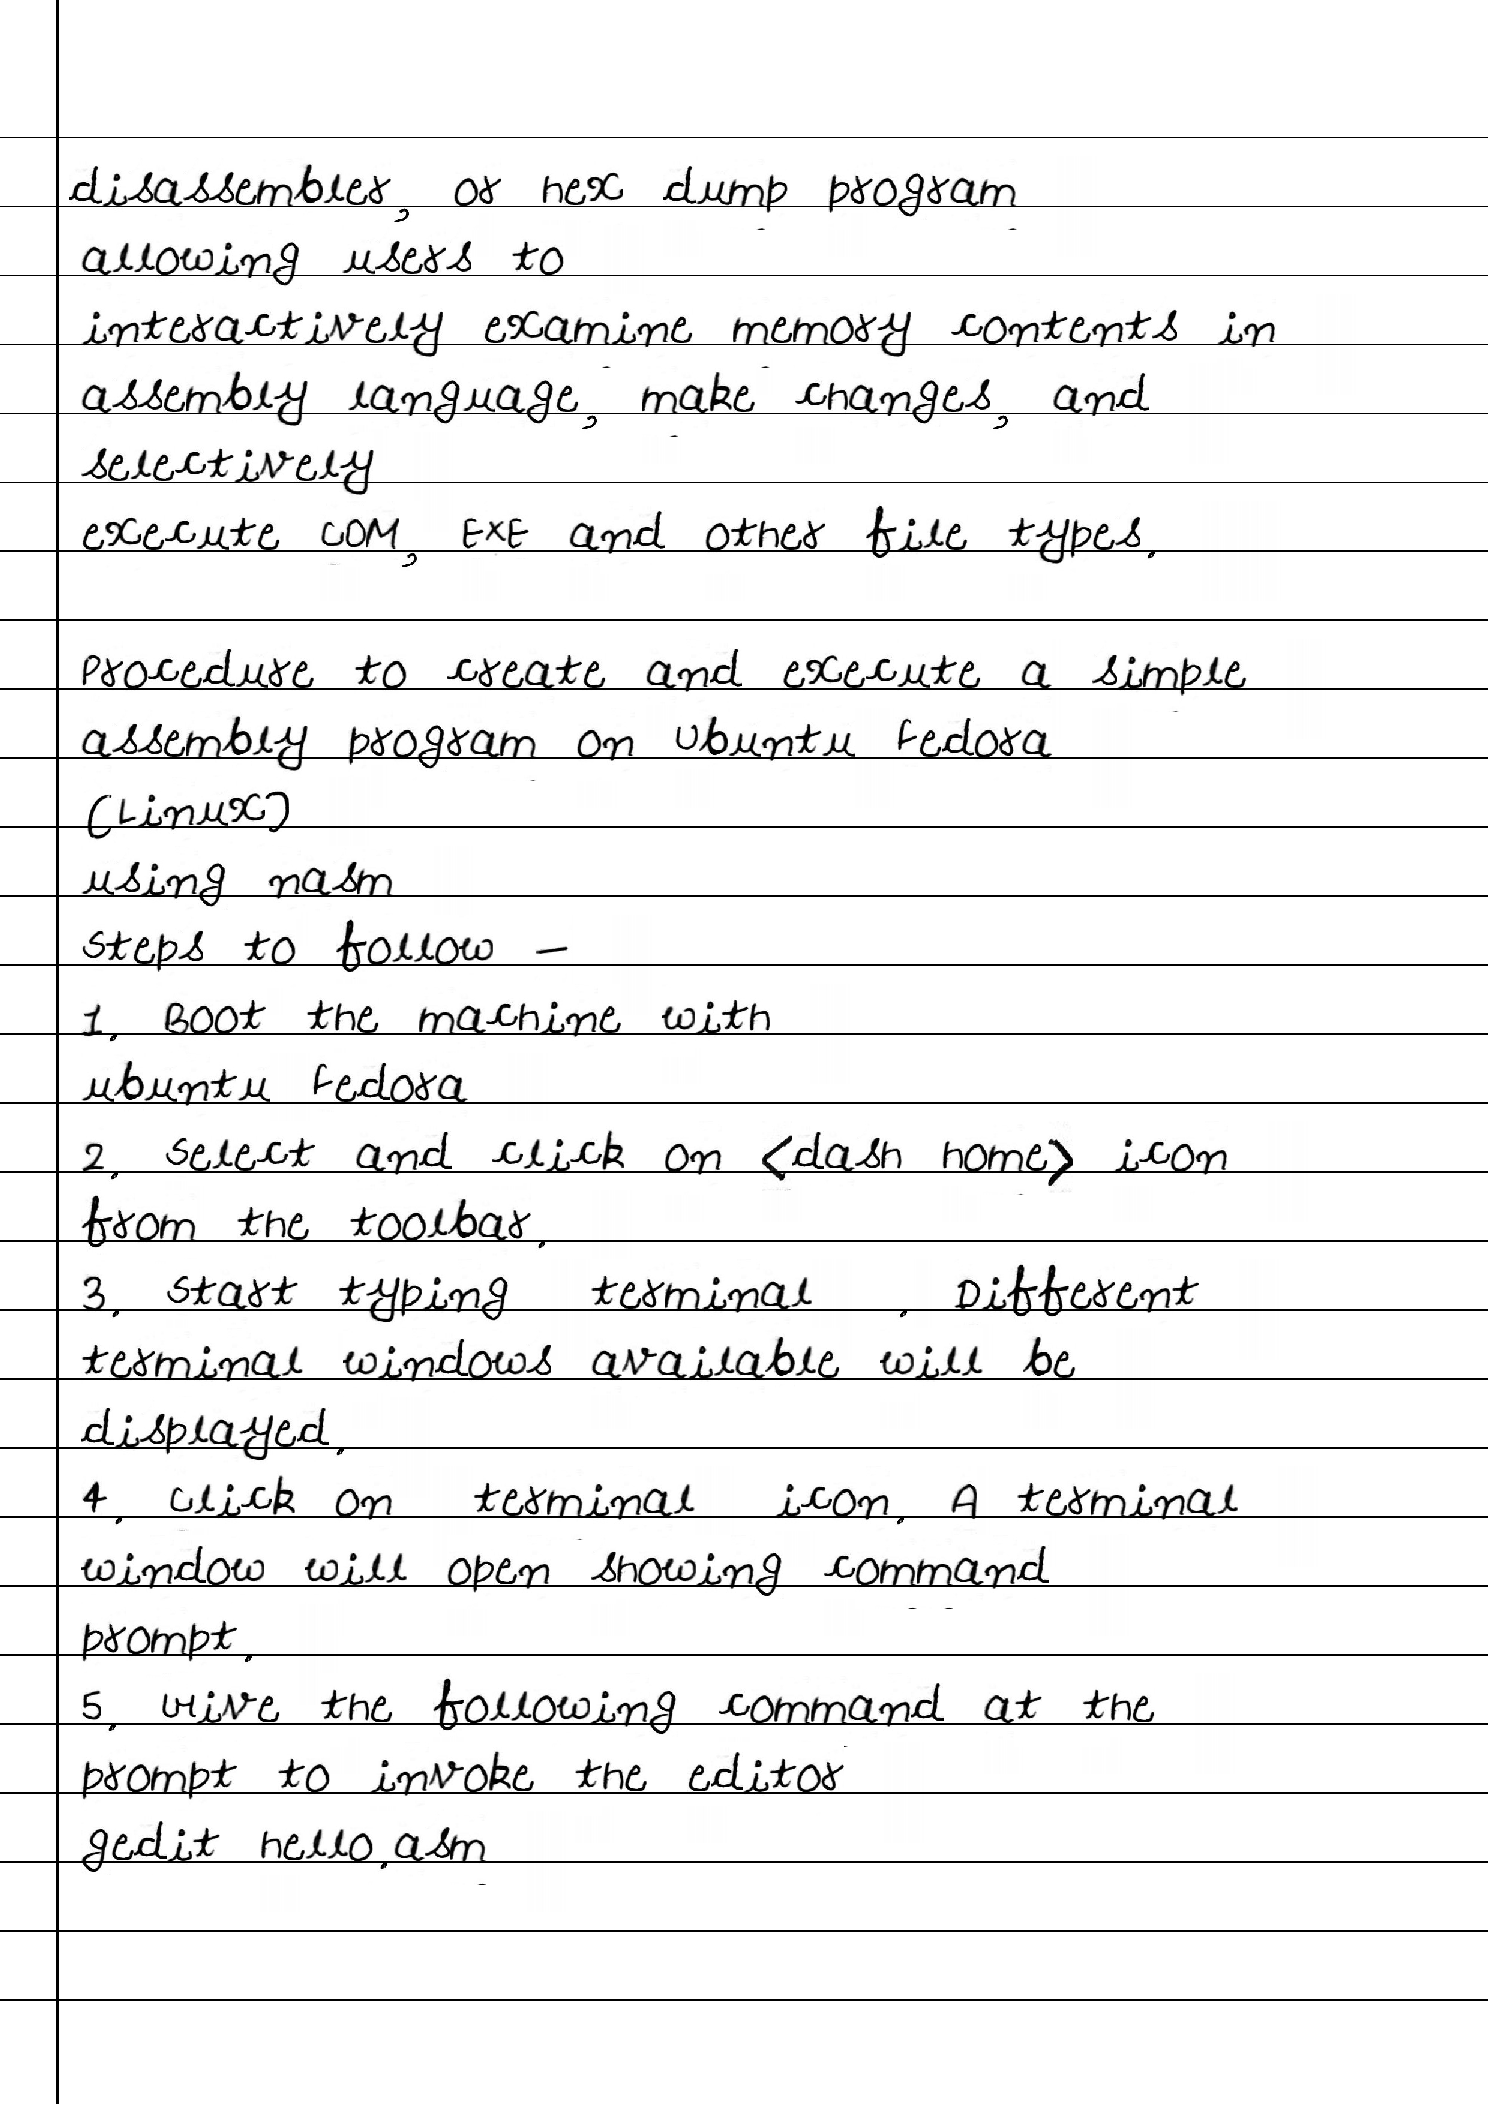 disassembler, or hex dump program
allowing users to
interactively examine memory contents in
assembly language, make changes, and
selectively
execute COM, EXE and other file types.
Procedure to create and execute a simple
assembly program on Ubuntu Fedora
(Linux)
using nasm
Steps to follow -
1. Boot the machine with
ubuntu Fedora
2. Select and click on <dash home> icon
from the toolbar.
3. Start typing terminal . Different
terminal windows available will be
displayed.
4. Click on terminal icon. A terminal
window will open showing command
prompt.
5. Give the following command at the
prompt to invoke the editor
gedit hello.asm